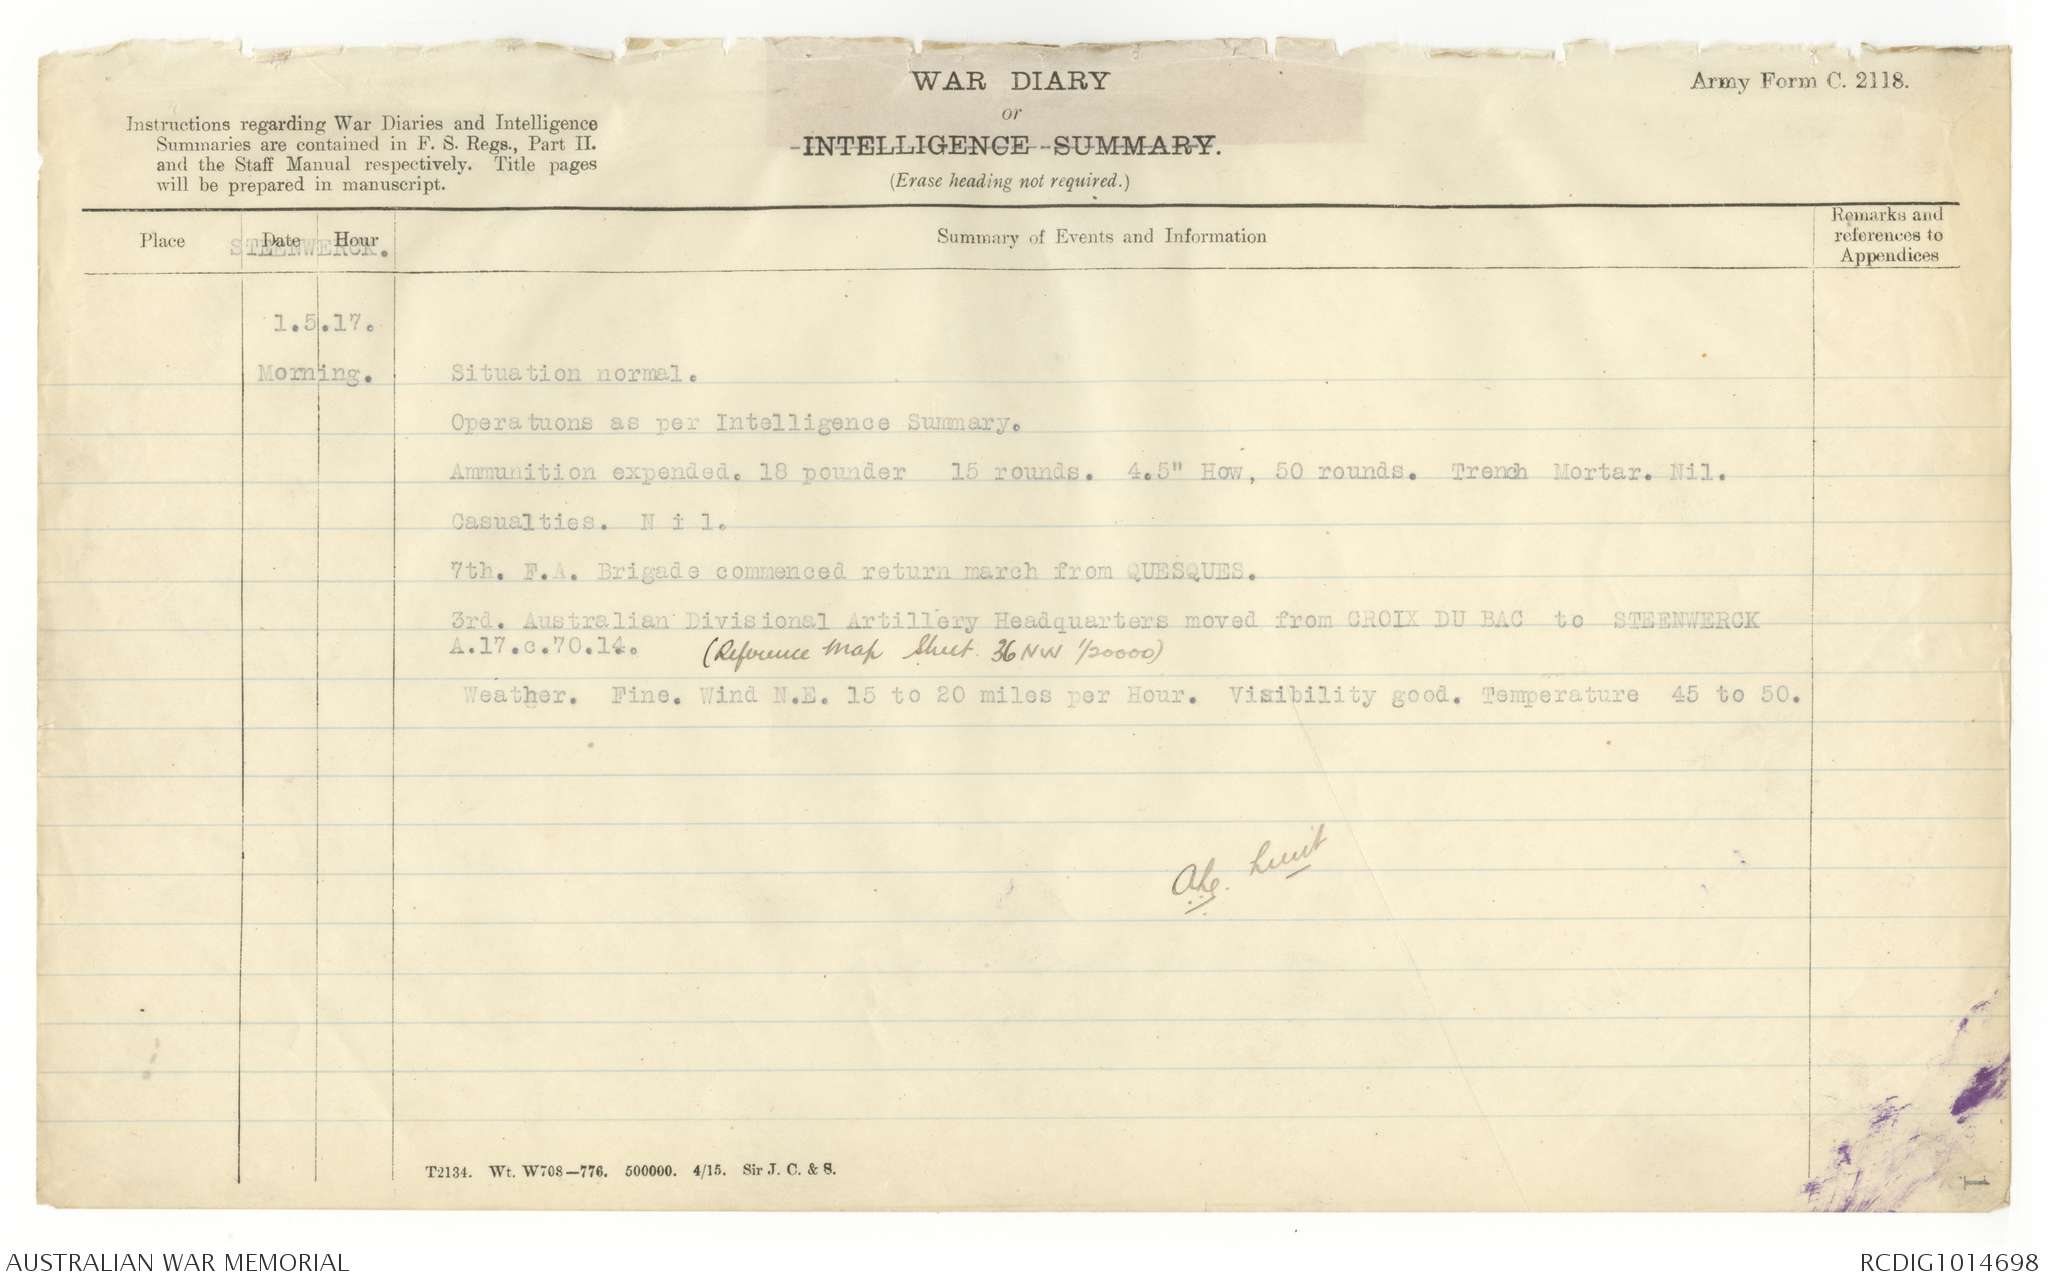 WAR DIARY
or
INTELLIGENCE SUMMARY.
(Erase heading not required.)
Army Form C. 2118.
Instructions regarding War Diaries and Intelligence
Summaries are contained in F. S. Regs., Part II.
and the Staff Manual respectively. Title pages
will be prepared in manuscript.
Place
Date
Hour
STEENWERCK.
Summary of Events and Information
Remarks and
references to
Appendices
1.5.17.
Morning. Situation normal.
Operatuons as per Intelligence Summary.
Ammunition expended. 18 pounder 15 rounds. 4.5" How, 50 rounds. Trench Mortar. Nil.
Casualties. N i l.
7th. F.A. Brigade commenced return march from QUESQUES.
3rd. Australian Divisional Artillery Headquarters moved from CROIX DU BAC to STEENWERCK
A.17.c.70.14. (Reference Map Sheet 36 NW 1/20000)
Weather. Fine. Wind N.E. 15 to 20 miles per Hour. Visibility good. Temperature 45 to 50.
T2134. Wt. W708—776. 500000. 4/15. Sir J. C. & S.
1
AUSTRALIAN WAR MEMORIAL
RCDIG1014698